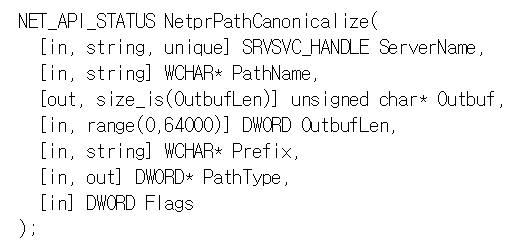 NET_API_STATUS NetprPathCanonicalize(
[in, string, unique] SRVSVC_HANDLE ServerName,
[in, string] WCHAR* PathName,
[out, size_is(OutbufLen)] unsigned char* Outbuf,
[in, range(0,64000)] DWORD OutbufLen,
[in, string] WCHAR* Prefix,
[in, out] DWORD* PathType,
[in] DWORD Flags
);